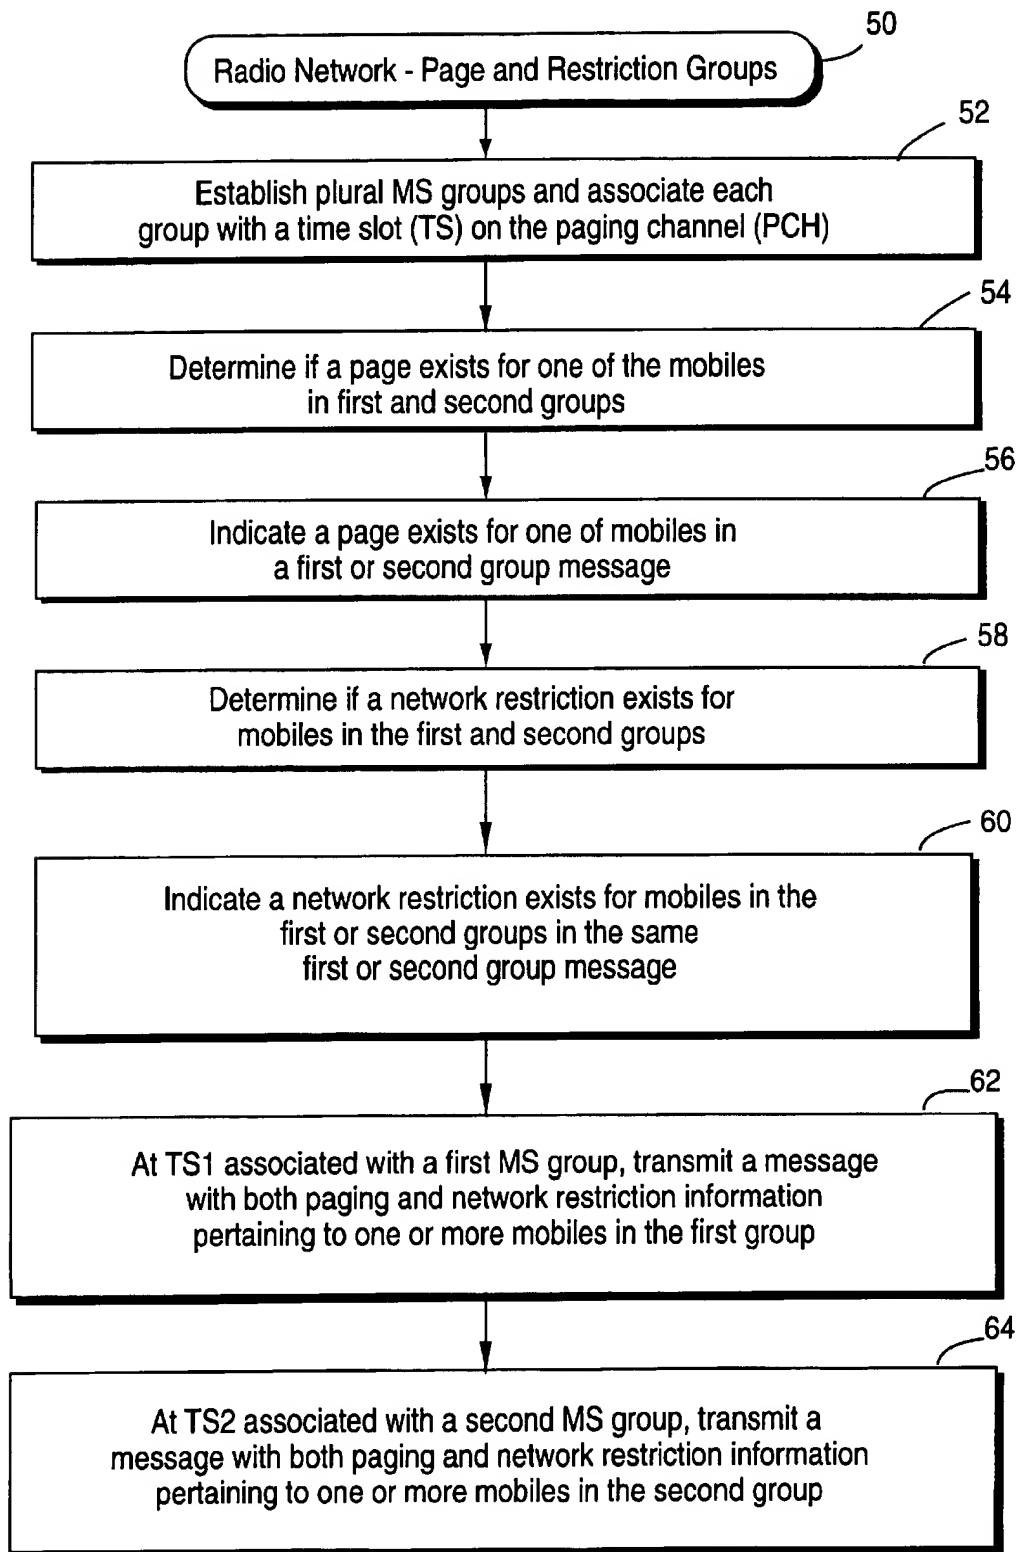 50
Radio Network - Page and Restriction Groups
52
Establish plural MS groups and associate each
group with a time slot (TS) on the paging channel (PCH)
54
Determine if a page exists for one of the mobiles
in first and second groups
56
Indicate a page exists for one of mobiles in
a first or second group message
58
Determine if a network restriction exists for
mobiles in the first and second groups
60
Indicate a network restriction exists for mobiles in the
first or second groups in the same
first or second group message
62
At TS1 associated with a first MS group, transmit a message
with both paging and network restriction information
pertaining to one or more mobiles in the first group
64
At TS2 associated with a second MS group, transmit a
message with both paging and network restriction information
pertaining to one or more mobiles in the second group